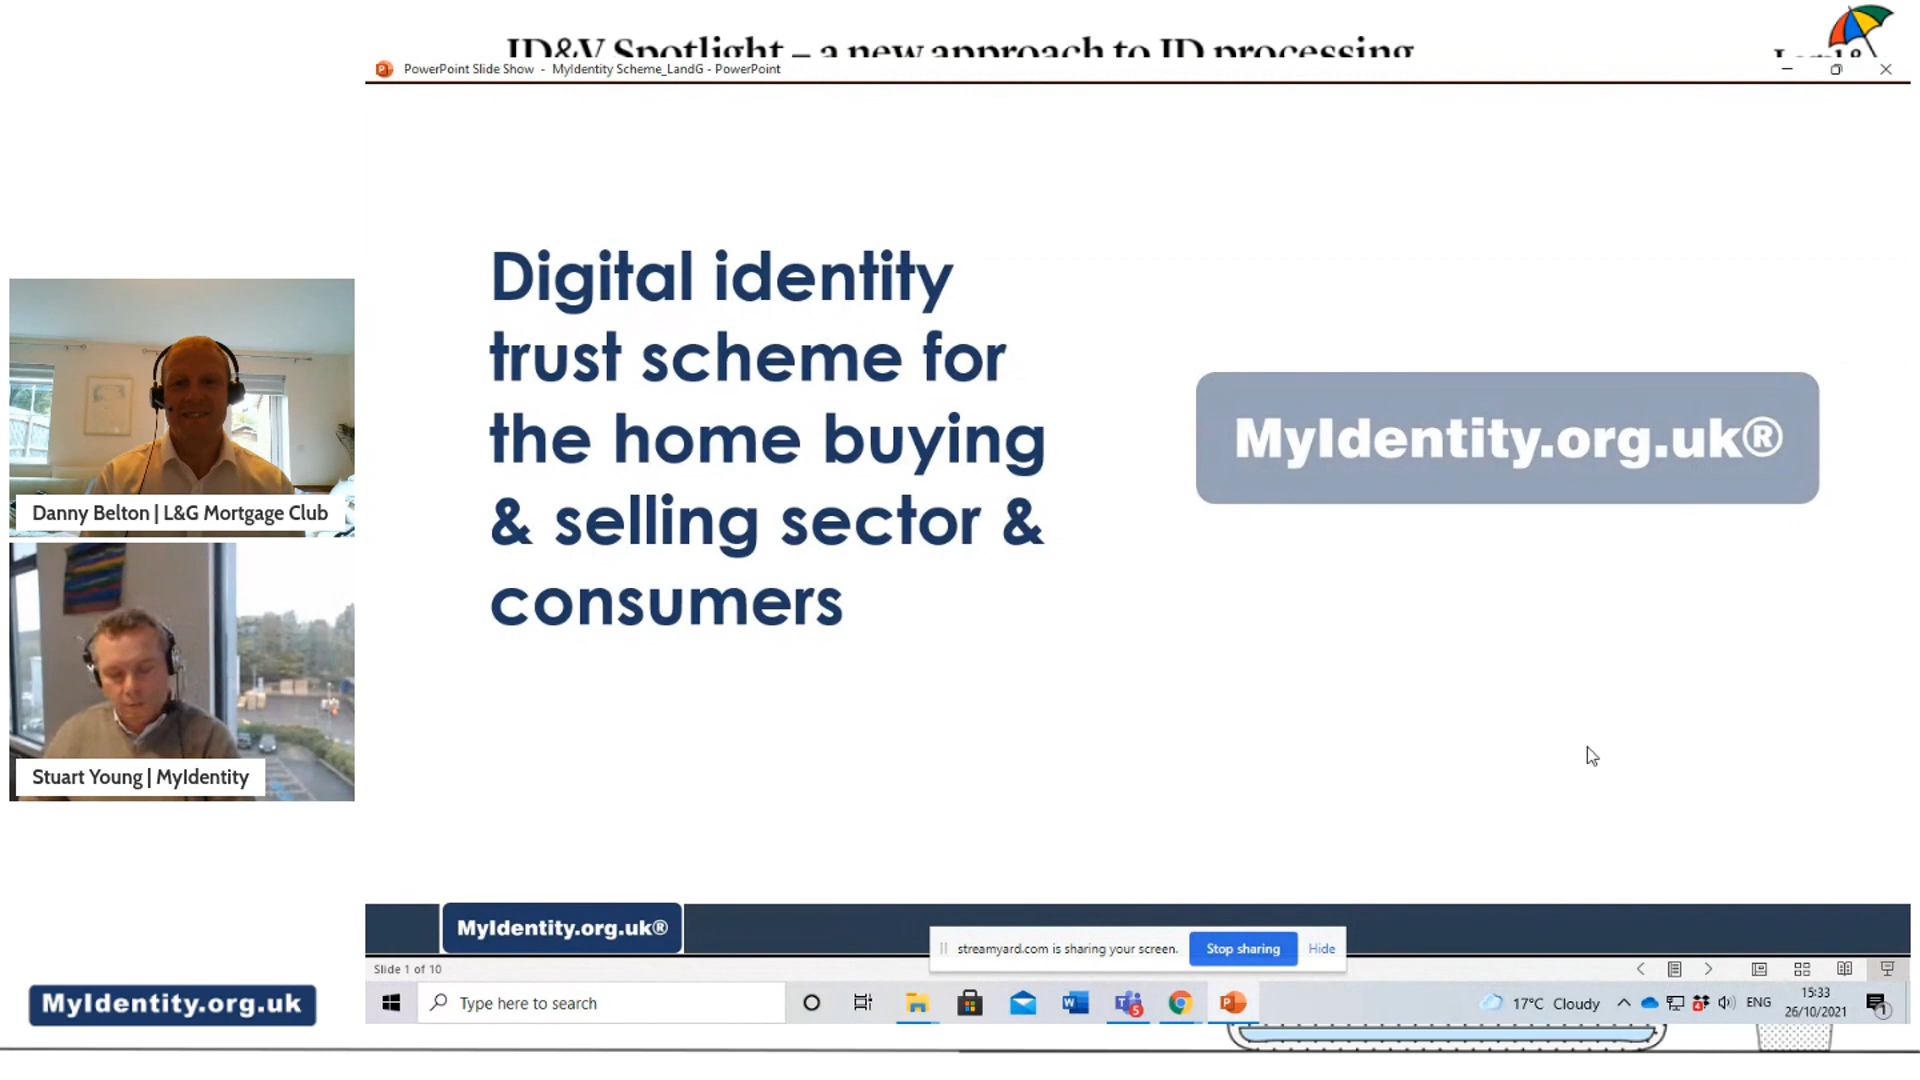 ID&V Spotlight – a new approach to ID processing
Legal &
PowerPoint Slide Show - MyIdentity Scheme_LandG - PowerPoint
Digital identity
trust scheme for
the home buying
& selling sector &
consumers
MyIdentity.org.uk®
Danny Belton | L&G Mortgage Club
Stuart Young | MyIdentity
MyIdentity.org.uk®
streamyard.com is sharing your screen.
Stop sharing
Hide
Slide 1 of 10
MyIdentity.org.uk
Type here to search
5
17°C Cloudy
ENG
15:33
26/10/2021
1